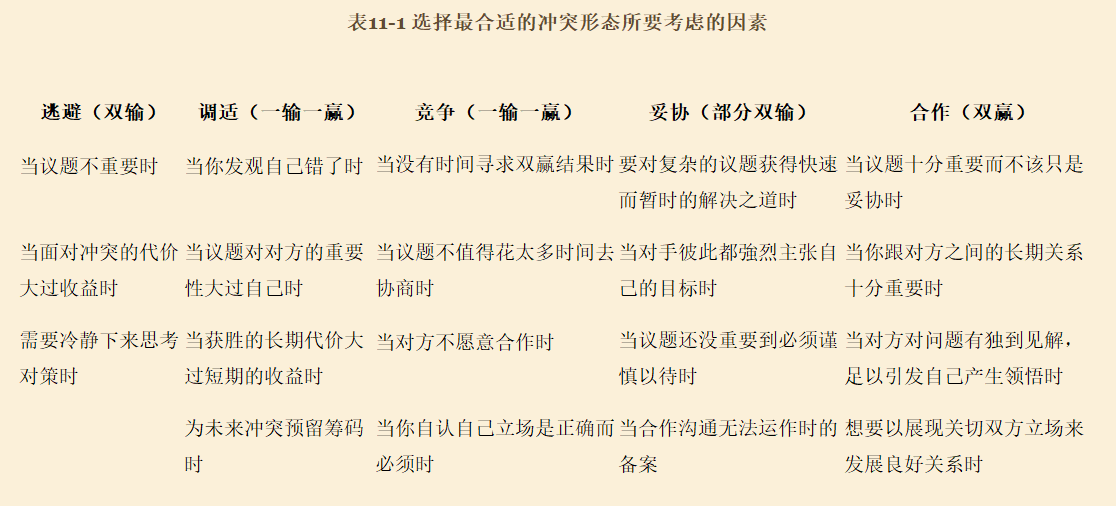 表11-1 选择最合适的冲突形态所要考虑的因素
逃避（双输） 调适（一输一赢） 竞争（一输一赢） 妥协（部分双输） 合作（双赢）
当议题不重要时 当你发观自己错了时 当没有时间寻求双赢结果时 要对复杂的议题获得快速 当议题十分重要而不该只是
而暂时的解决之道时 妥协时
当面对冲突的代价 当议题对对方的重要 当议题不值得花太多时间去 当对手彼此都強烈主张自 当你跟对方之间的长期关系
大过收益时 性大过自己时 协商时 己的目标时 十分重要时
需要冷静下来思考 当获胜的长期代价大 当对方不愿意合作时 当议题还没重要到必须谨 当对方对问题有独到见解，
对策时 过短期的收益时 慎以待时 足以引发自己产生领悟时
为未来冲突预留筹码 当你自认自己立场是正确而 当合作沟通无法运作时的 想要以展现关切双方立场来
时 必须时 备案 发展良好关系时